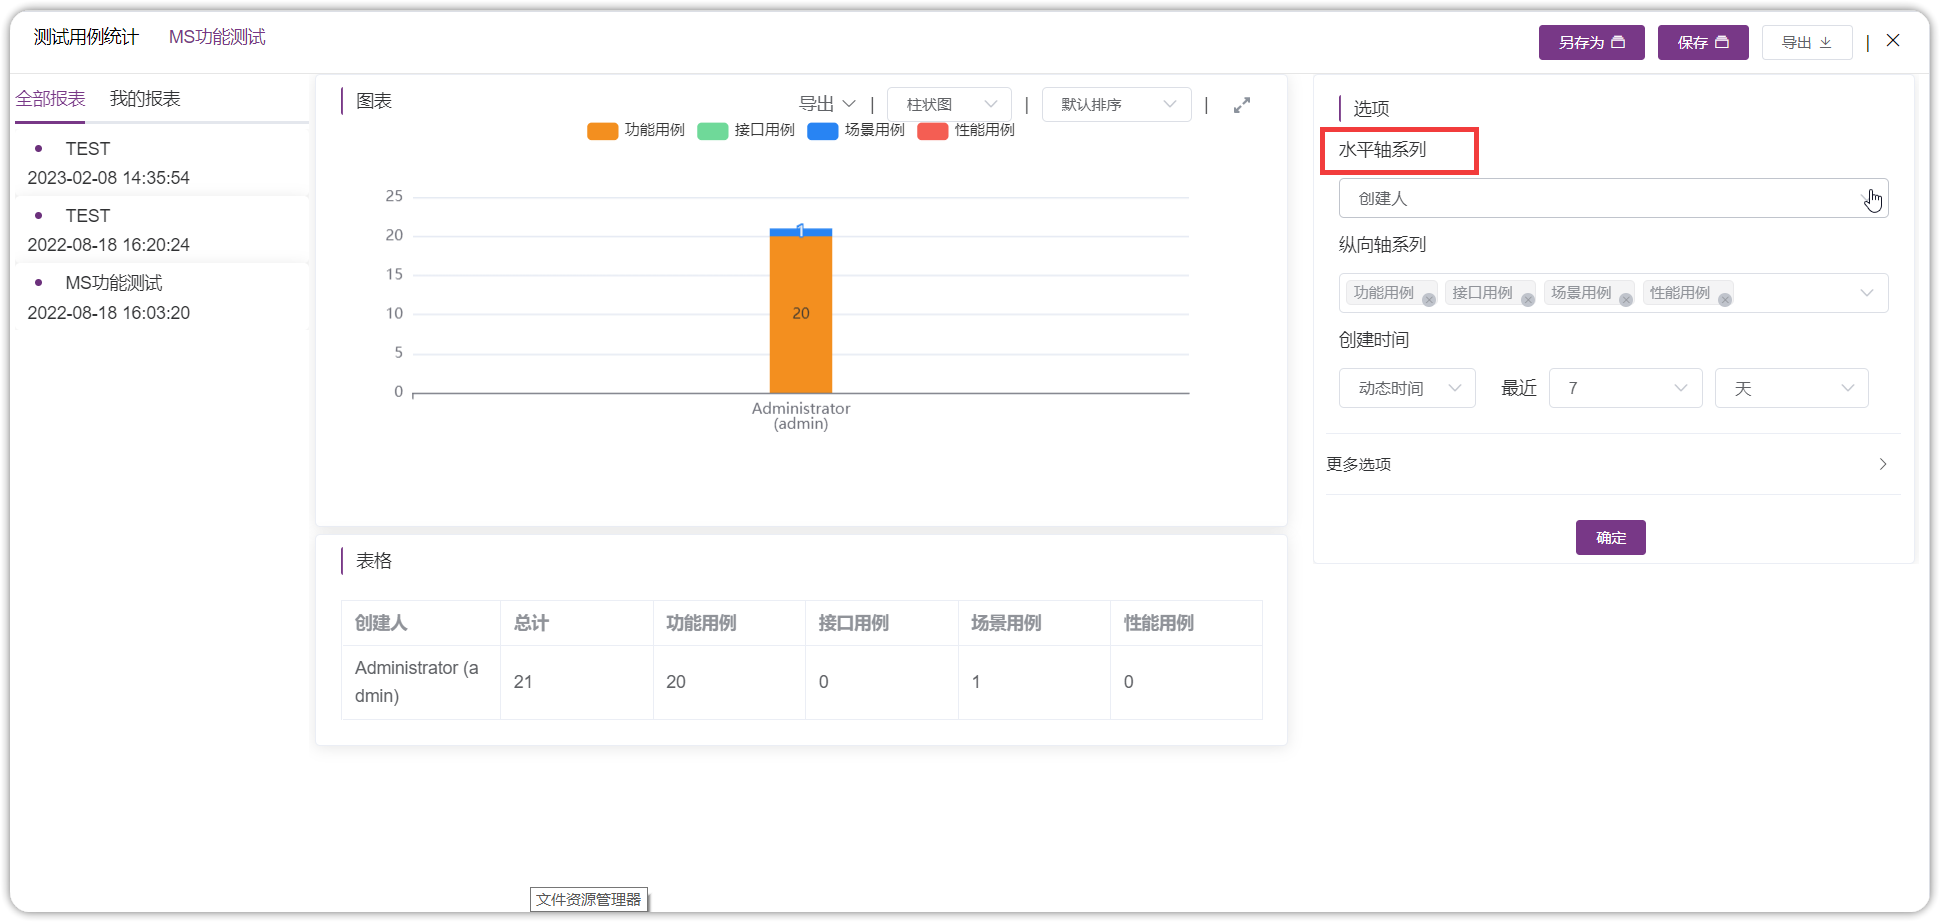 测试用例统计 MS功能测试
另存为 保存 导出 |
全部报表 我的报表
TEST
2023-02-08 14:35:54
TEST
2022-08-18 16:20:24
MS功能测试
2022-08-18 16:03:20
图表
导出 | 柱状图 | 默认排序 |
功能用例 接口用例 场景用例 性能用例
25
20
15
10
5
0
1
20
Administrator
(admin)
表格
创建人 总计 功能用例 接口用例 场景用例 性能用例
Administrator (a
dmin)
21 20 0 1 0
选项
水平轴系列
创建人
纵向轴系列
功能用例 接口用例 场景用例 性能用例
创建时间
动态时间 最近 7 天
更多选项
确定
文件资源管理器